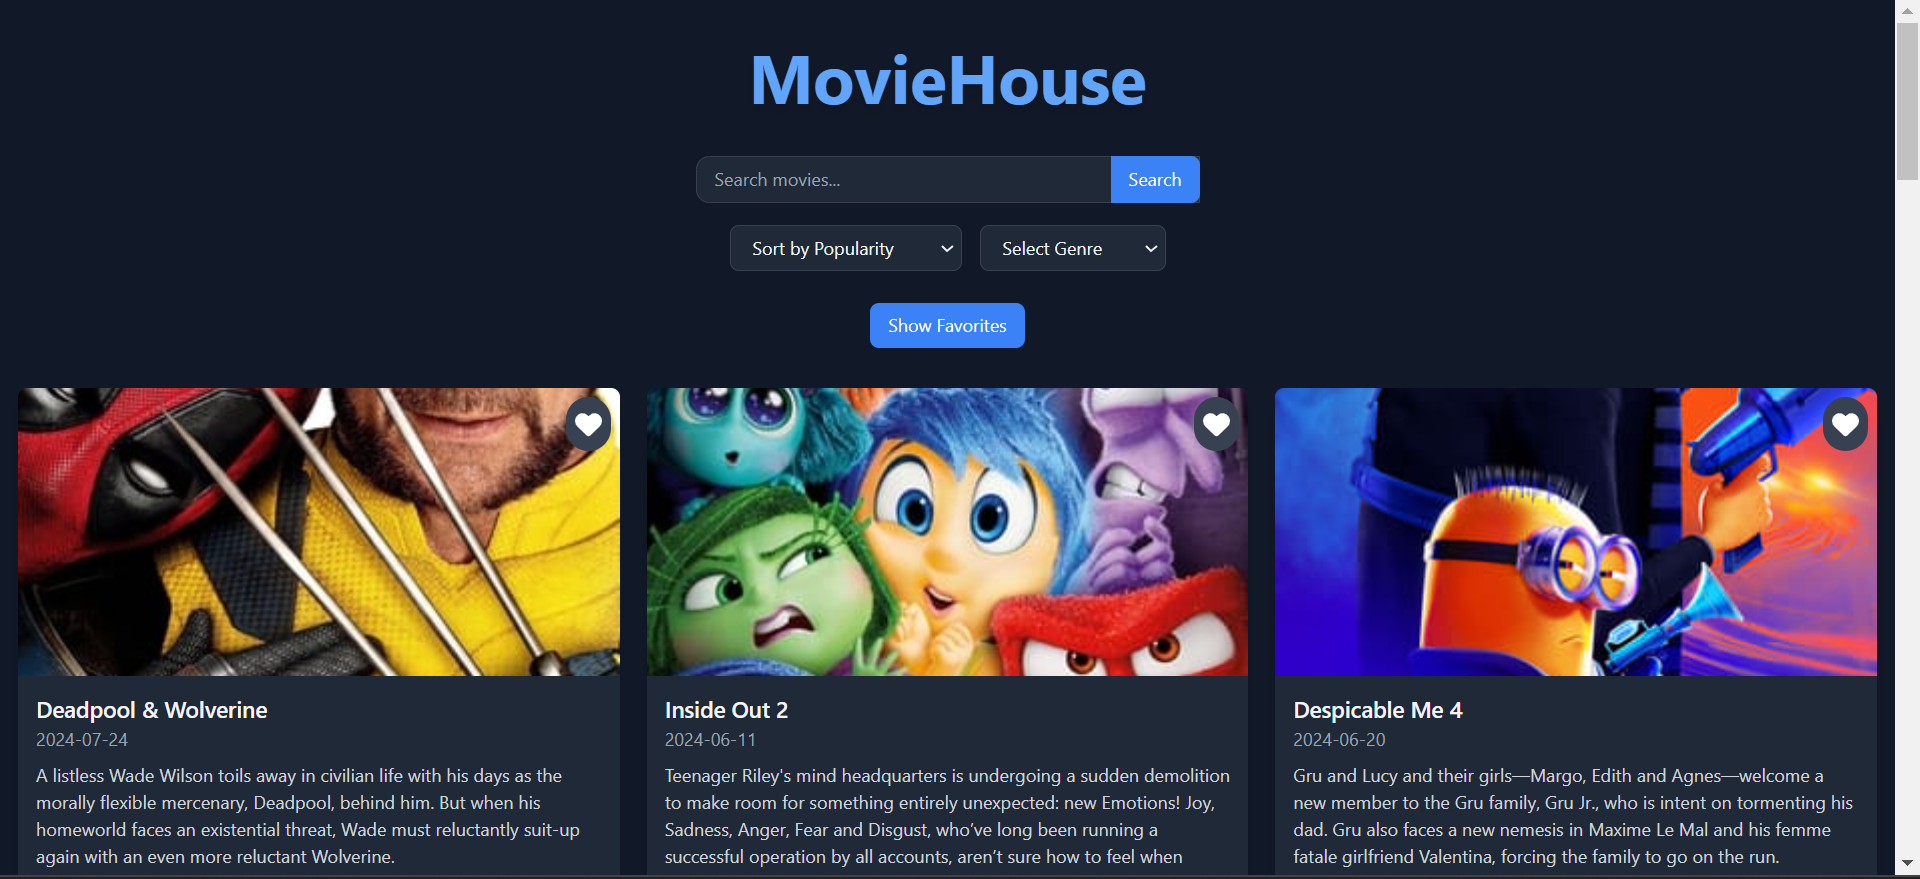 MovieHouse
Search movies...
Search
Sort by Popularity
Select Genre
Show Favorites
Deadpool & Wolverine
2024-07-24
A listless Wade Wilson toils away in civilian life with his days as the
morally flexible mercenary, Deadpool, behind him. But when his
homeworld faces an existential threat, Wade must reluctantly suit-up
again with an even more reluctant Wolverine.
Inside Out 2
2024-06-11
Teenager Riley's mind headquarters is undergoing a sudden demolition
to make room for something entirely unexpected: new Emotions! Joy,
Sadness, Anger, Fear and Disgust, who’ve long been running a
successful operation by all accounts, aren’t sure how to feel when
Despicable Me 4
2024-06-20
Gru and Lucy and their girls—Margo, Edith and Agnes—welcome a
new member to the Gru family, Gru Jr., who is intent on tormenting his
dad. Gru also faces a new nemesis in Maxime Le Mal and his femme
fatale girlfriend Valentina, forcing the family to go on the run.